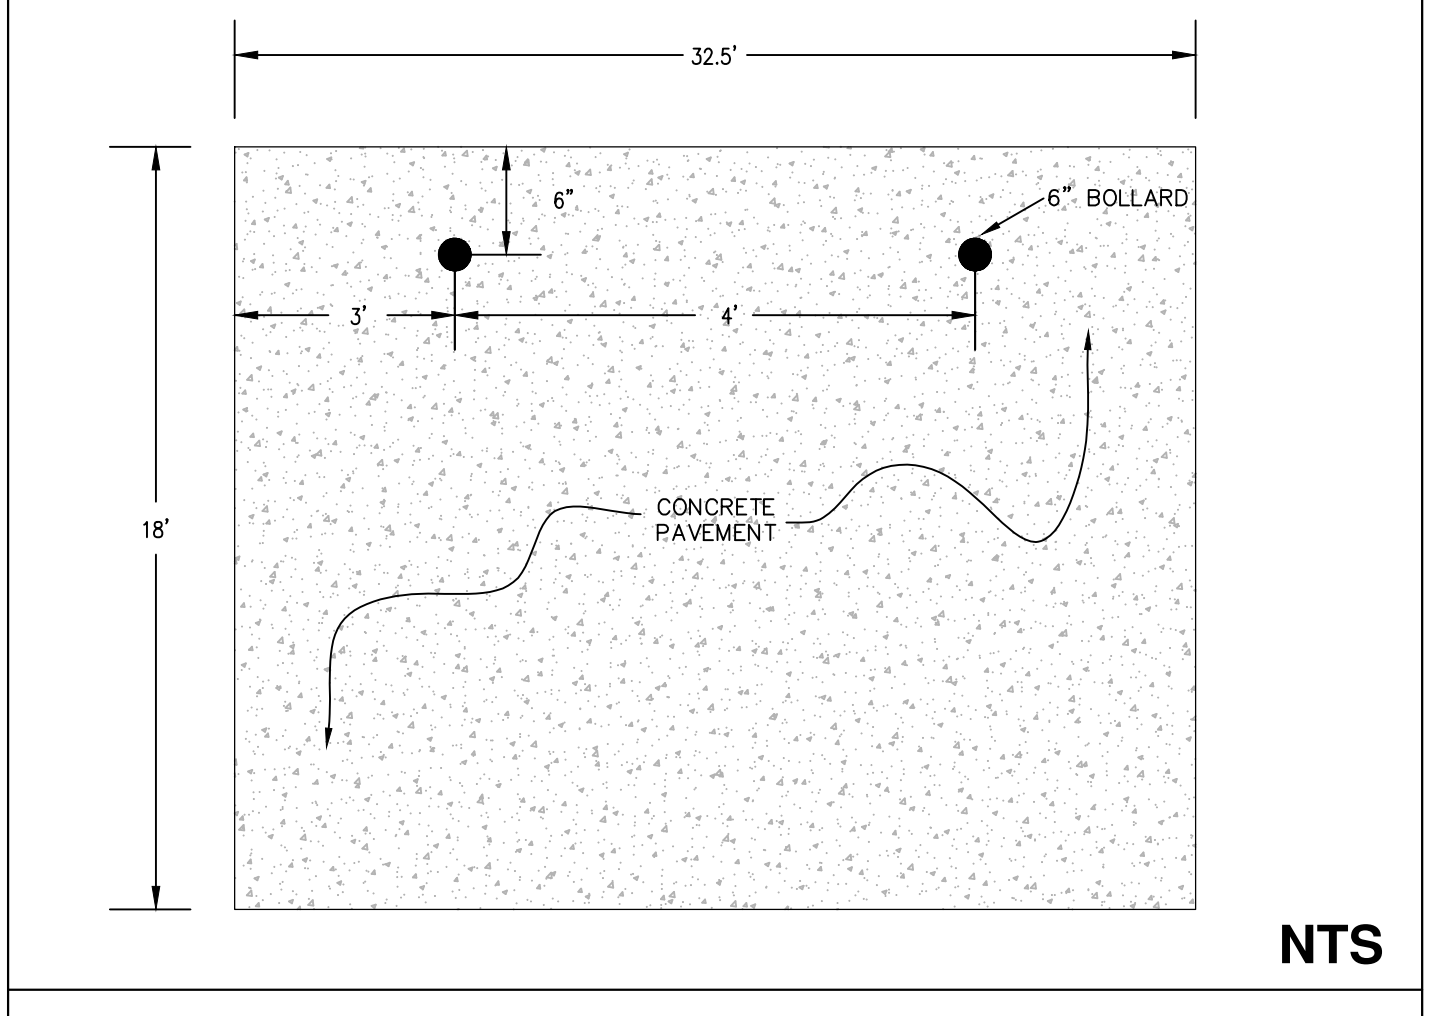 32.5'
6"
6" BOLLARD
3'
4'
CONCRETE
PAVEMENT
18'
NTS